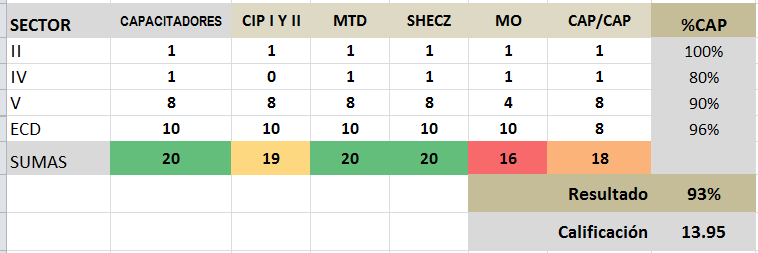 SECTOR CAPACITADORES CIP I Y II MTD SHECZ MO CAP/CAP %CAP
II 1 1 1 1 1 1 100%
IV 1 0 1 1 1 1 80%
V 8 8 8 8 4 8 90%
ECD 10 10 10 10 10 8 96%
SUMAS 20 19 20 20 16 18
Resultado 93%
Calificación 13.95